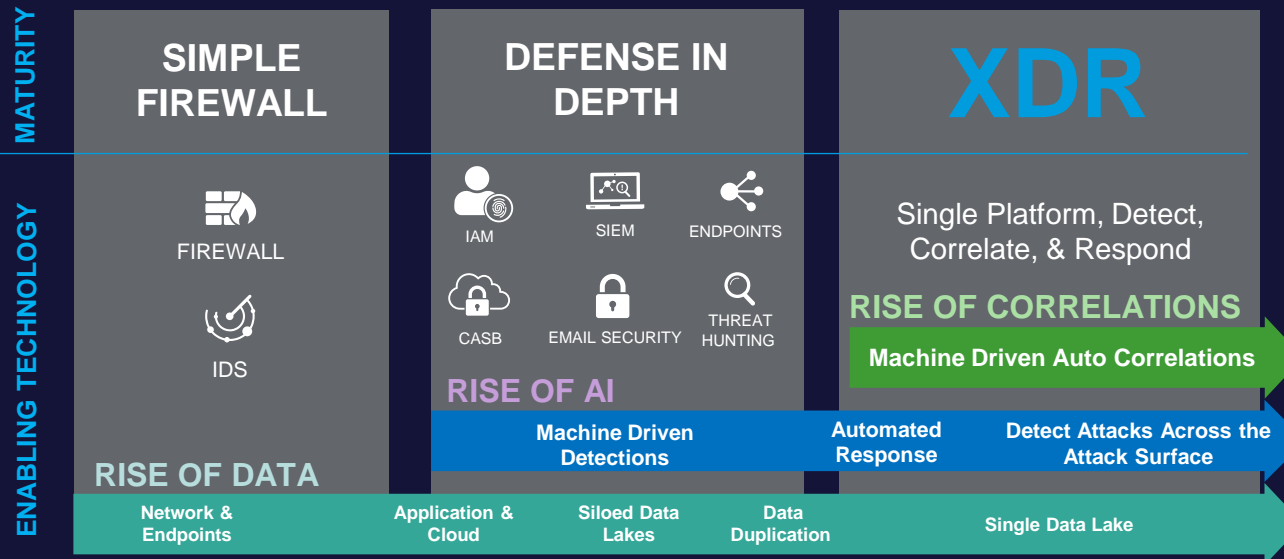 MATURITY
SIMPLE
FIREWALL
DEFENSE IN
DEPTH
XDR
ENABLING TECHNOLOGY
FIREWALL
IDS
IAM
SIEM
ENDPOINTS
CASB
EMAIL SECURITY
THREAT
HUNTING
Single Platform, Detect,
Correlate, & Respond
RISE OF CORRELATIONS
Machine Driven Auto Correlations
RISE OF AI
Machine Driven
Detections
Automated
Response
Detect Attacks Across the
Attack Surface
RISE OF DATA
Network &
Endpoints
Application &
Cloud
Siloed Data
Lakes
Data
Duplication
Single Data Lake